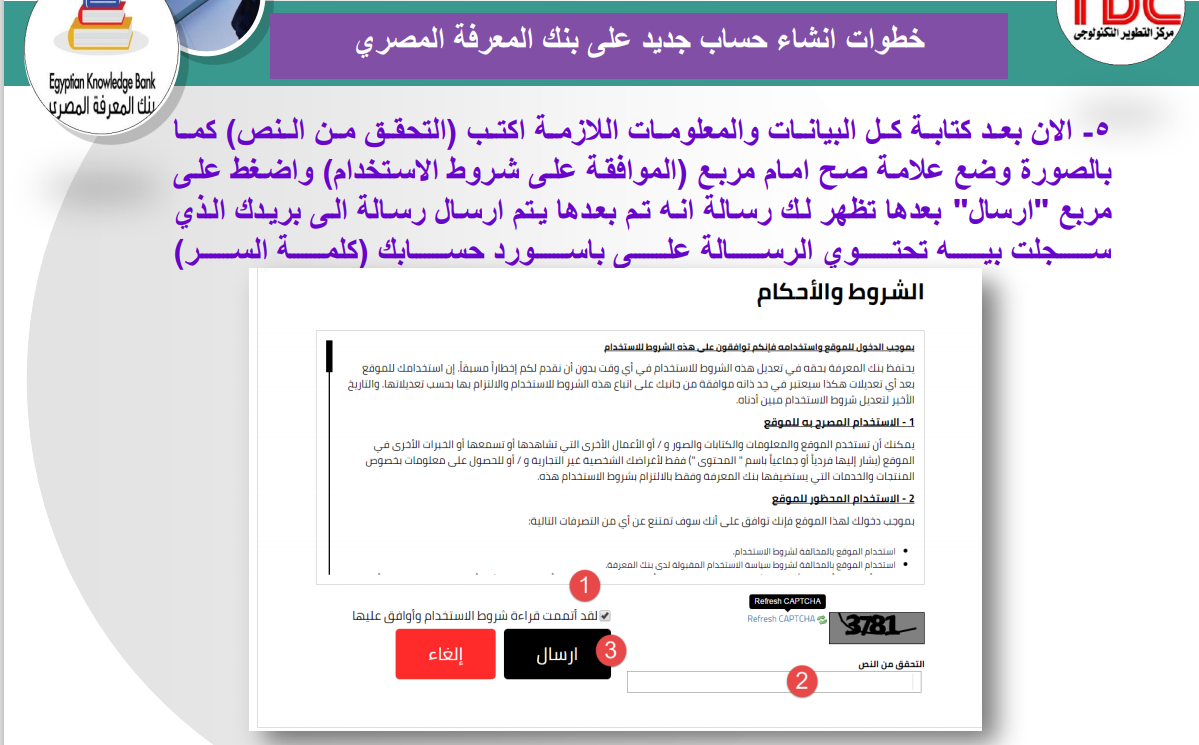 خطوات انشاء حساب جديد على بنك المعرفة المصري
TDC
مركز التطوير التكنولوجى
Egyptian Knowledge Bank
بنك المعرفة المصري
٥- الان بعد كتابة كل البيانات والمعلومات اللازمة اكتب (التحقق من النص) كما
بالصورة وضع علامة صح امام مربع (الموافقة على شروط الاستخدام) واضغط على
مربع "ارسال" بعدها تظهر لك رسالة انه تم بعدها يتم ارسال رسالة الى بريدك الذي
سجلت بيه تحتوي الرسالة على باسورد حسابك (كلمة السر)
الشروط والأحكام
بموجب الدخول للموقع واستخدامه فإنكم توافقون على هذه الشروط للاستخدام
يحتفظ بنك المعرفة بحقه في تعديل هذه الشروط للاستخدام في أي وقت بدون أن نقدم لكم إخطاراً مسبقاً. إن استخدامك للموقع
بعد أي تعديلات هكذا سيعتبر في حد ذاته موافقة من جانبك على اتباع هذه الشروط للاستخدام والالتزام بها بحسب تعديلاتها. والتاريخ
الأخير لتعديل شروط الاستخدام مبين أدناه.
1 - الاستخدام المصرح به للموقع
يمكنك أن تستخدم الموقع والمعلومات والكتابات والصور و / أو الأعمال الأخرى التي تشاهدها أو تسمعها أو الخبرات الأخرى في
الموقع (يشار إليها فردياً أو جماعياً باسم " المحتوى ") فقط لأغراضك الشخصية غير التجارية و / أو للحصول على معلومات بخصوص
المنتجات والخدمات التي يستضيفها بنك المعرفة وفقط بالالتزام بشروط الاستخدام هذه.
2 - الاستخدام المحظور للموقع
بموجب دخولك لهذا الموقع فإنك توافق على أنك سوف تمتنع عن أي من التصرفات التالية:
• استخدام الموقع بالمخالفة لشروط الاستخدام.
• استخدام الموقع بالمخالفة لشروط سياسة الاستخدام المقبولة لدى بنك المعرفة.
1
Refresh CAPTCHA
Refresh CAPTCHA
3781
لقد أتممت قراءة شروط الاستخدام وأوافق عليها
3
ارسال
إلغاء
التحقق من النص
2